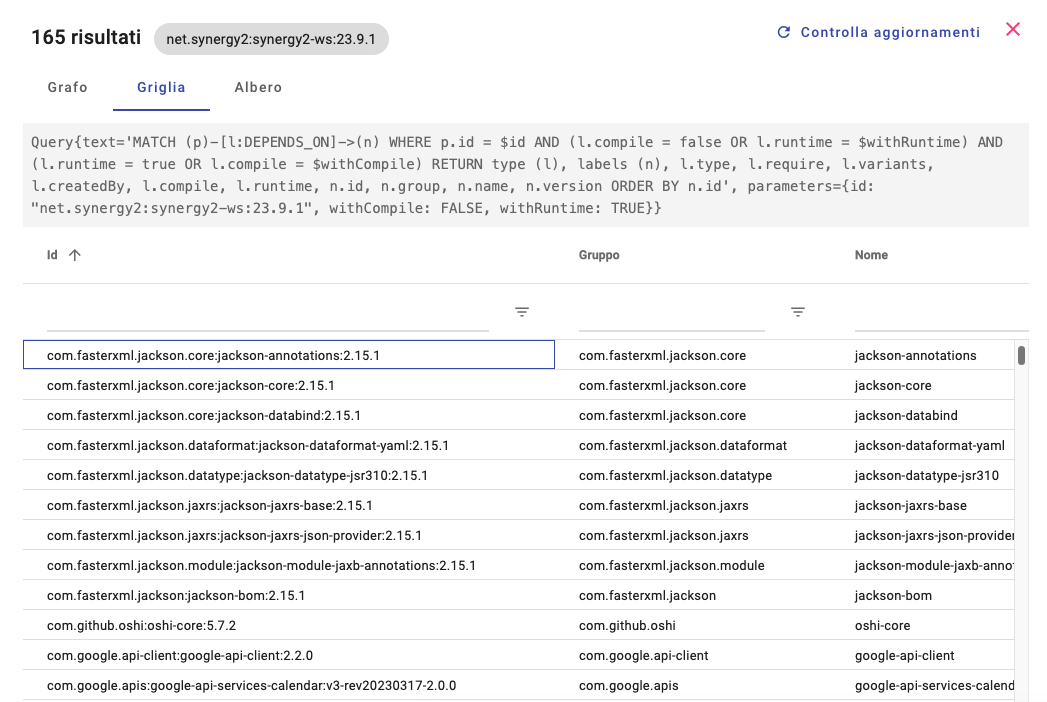 165 risultati net.synergy2:synergy2-ws:23.9.1 Controlla aggiornamenti
Grafo Griglia Albero
Query{text='MATCH (p)-[l:DEPENDS_ON]->(n) WHERE p.id = $id AND (l.compile = false OR l.runtime = $withRuntime) AND
(l.runtime = true OR l.compile = $withCompile) RETURN type (l), labels (n), l.type, l.require, l.variants,
l.createdBy, l.compile, l.runtime, n.id, n.group, n.name, n.version ORDER BY n.id', parameters={id:
"net.synergy2:synergy2-ws:23.9.1", withCompile: FALSE, withRuntime: TRUE}}
Id Gruppo Nome
com.fasterxml.jackson.core:jackson-annotations:2.15.1 com.fasterxml.jackson.core jackson-annotations
com.fasterxml.jackson.core:jackson-core:2.15.1 com.fasterxml.jackson.core jackson-core
com.fasterxml.jackson.core:jackson-databind:2.15.1 com.fasterxml.jackson.core jackson-databind
com.fasterxml.jackson.dataformat:jackson-dataformat-yaml:2.15.1 com.fasterxml.jackson.dataformat jackson-dataformat-yaml
com.fasterxml.jackson.datatype:jackson-datatype-jsr310:2.15.1 com.fasterxml.jackson.datatype jackson-datatype-jsr310
com.fasterxml.jackson.jaxrs:jackson-jaxrs-base:2.15.1 com.fasterxml.jackson.jaxrs jackson-jaxrs-base
com.fasterxml.jackson.jaxrs:jackson-jaxrs-json-provider:2.15.1 com.fasterxml.jackson.jaxrs jackson-jaxrs-json-provider
com.fasterxml.jackson.module:jackson-module-jaxb-annotations:2.15.1 com.fasterxml.jackson.module jackson-module-jaxb-annot
com.fasterxml.jackson:jackson-bom:2.15.1 com.fasterxml.jackson jackson-bom
com.github.oshi:oshi-core:5.7.2 com.github.oshi oshi-core
com.google.api-client:google-api-client:2.2.0 com.google.api-client google-api-client
com.google.apis:google-api-services-calendar:v3-rev20230317-2.0.0 com.google.apis google-api-services-calend